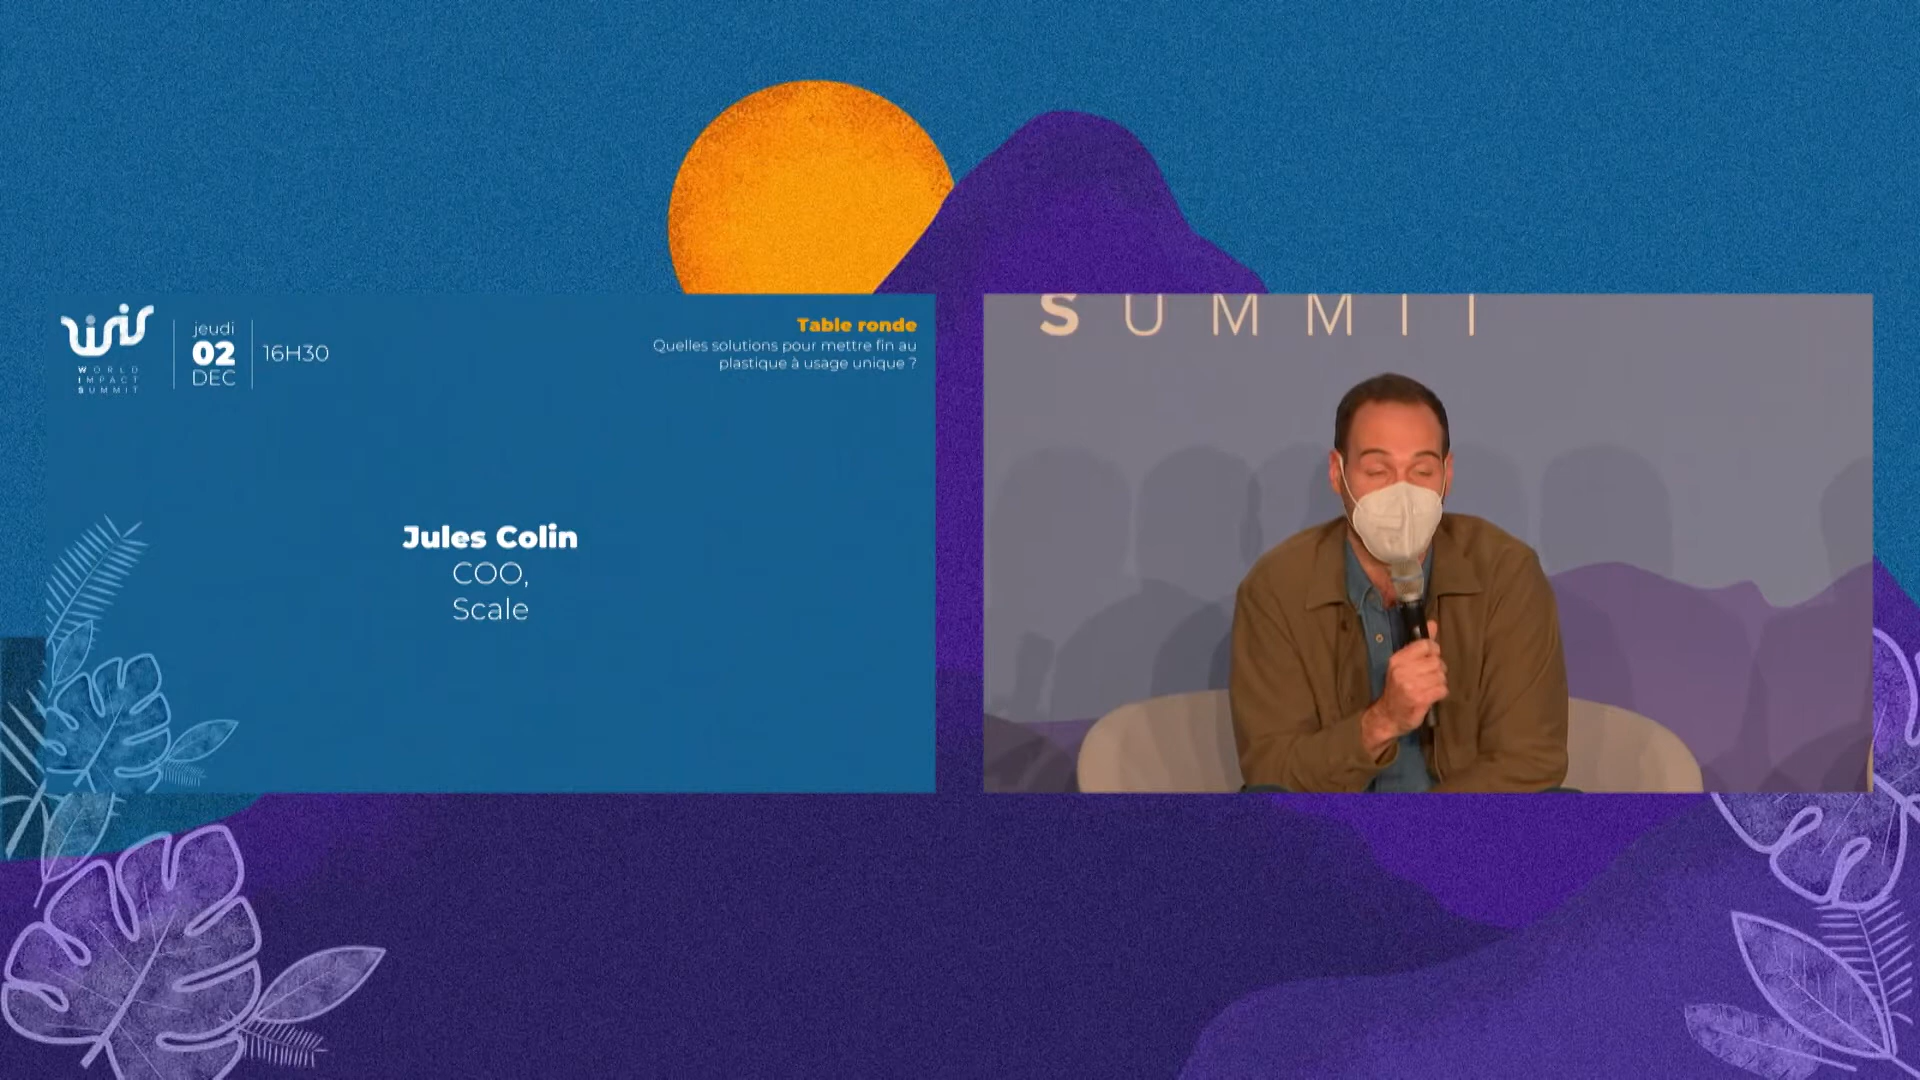 WIS
WORLD
IMPACT
SUMMIT
jeudi
02
DEC
16H30
Table ronde
Quelles solutions pour mettre fin au
plastique à usage unique ?
Jules Colin
COO,
Scale
SUMMIT